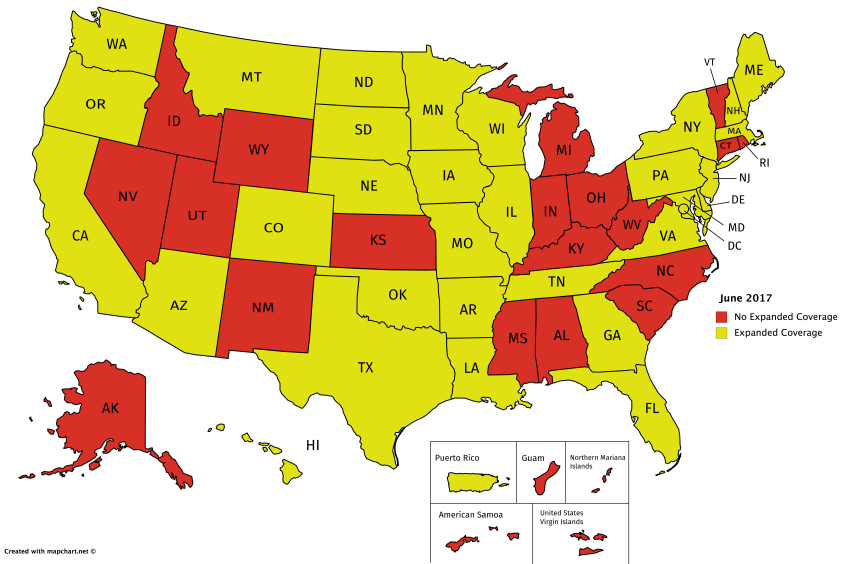 WA
MT
ND
MN
OR
ID
SD
WI
WY
MI
VT
ME
NH
NY
MA
CT
RI
NE
IA
PA
NJ
NV
UT
CO
IL
IN
OH
DE
MD
DC
WV
VA
CA
KS
MO
KY
AZ
NM
OK
AR
TN
NC
SC
TX
LA
MS
AL
GA
FL
AK
HI
June 2017
No Expanded Coverage
Expanded Coverage
Puerto Rico
Guam
Northern Mariana
Islands
American Samoa
United States
Virgin Islands
Created with mapchart.net ©